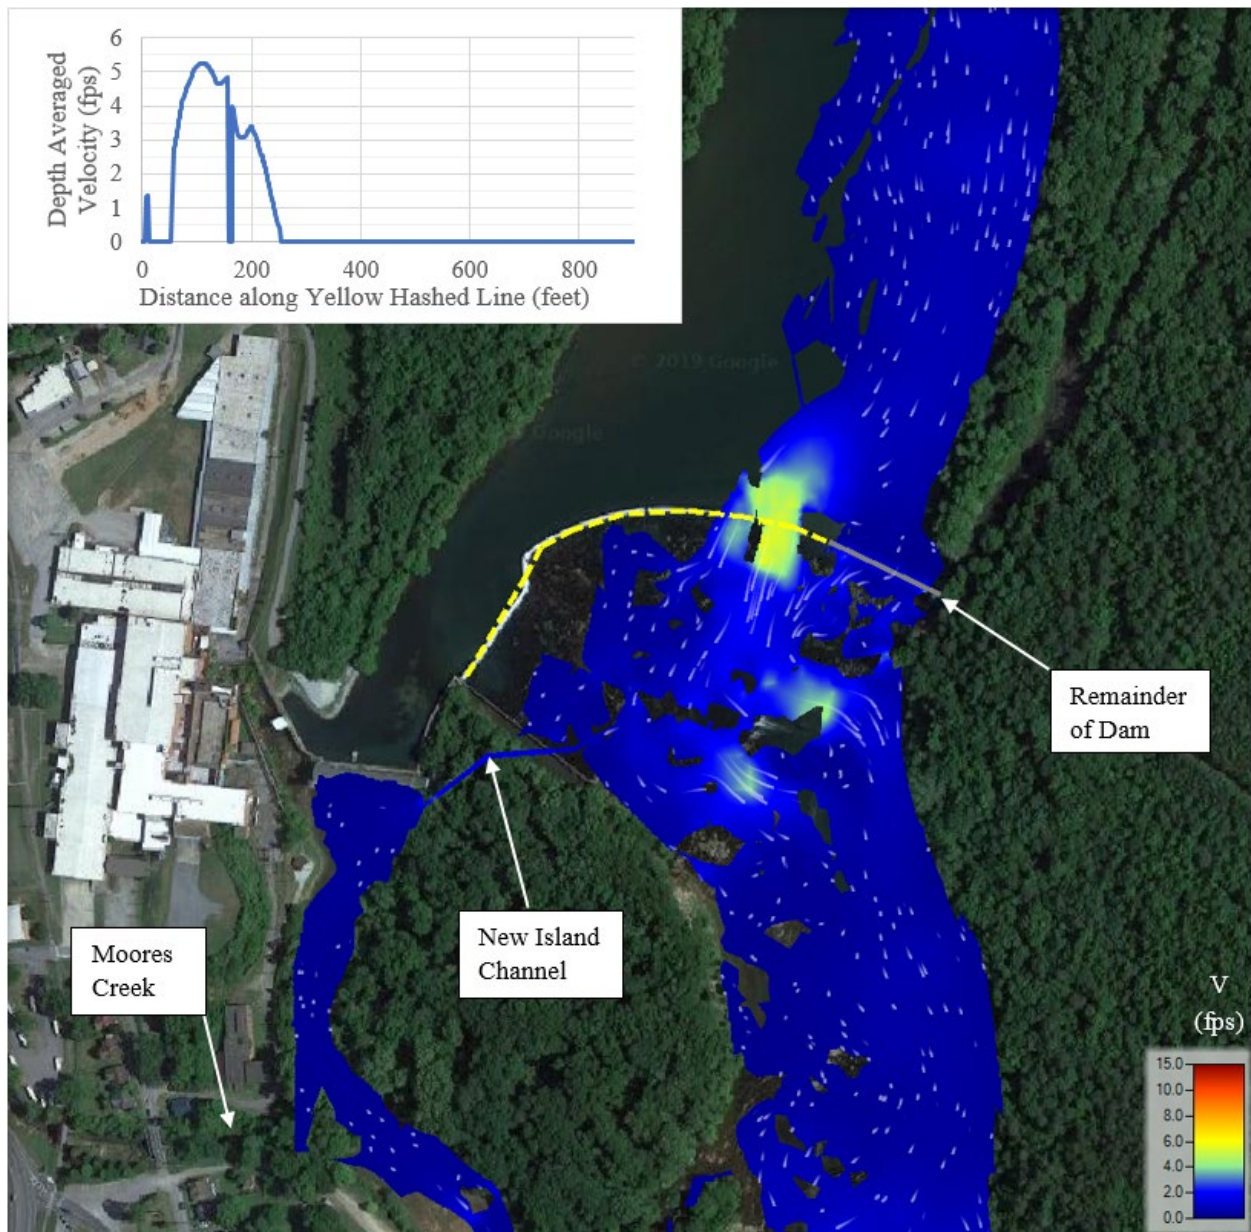 6
5
4
3
2
1
0
Depth Averaged
Velocity (fps)
0 200 400 600 800
Distance along Yellow Hashed Line (feet)
© 2019 Google
Google
Remainder
of Dam
New Island
Channel
Moores
Creek
V
(fps)
15.0
10.0
8.0
6.0
4.0
2.0
0.0